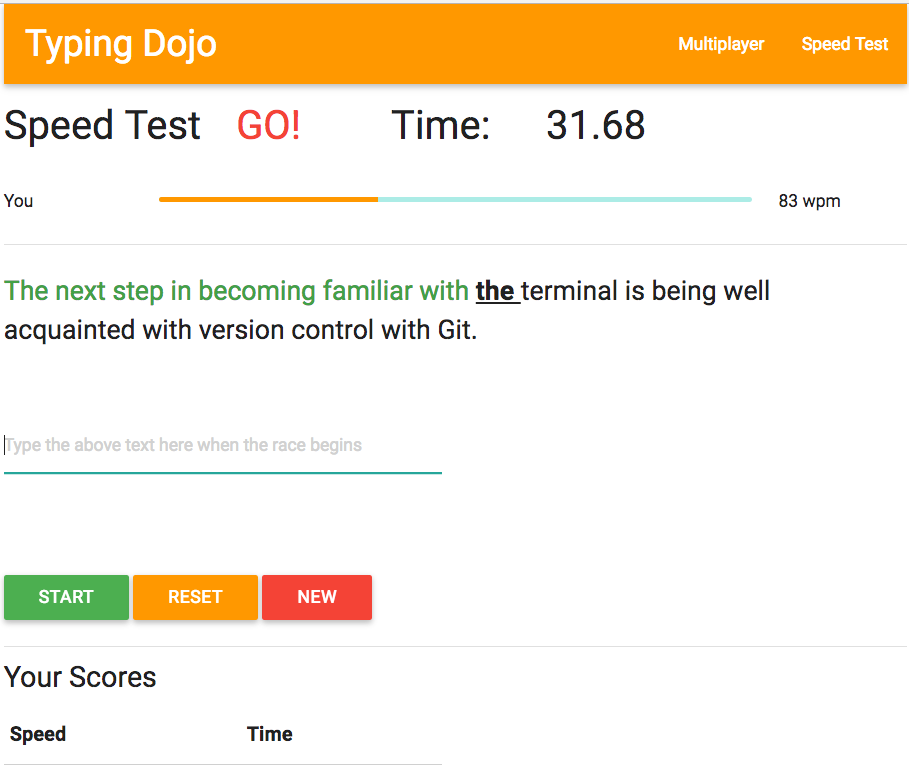 Typing Dojo Multiplayer Speed Test
Speed Test GO! Time: 31.68
You 83 wpm
The next step in becoming familiar with the terminal is being well
acquainted with version control with Git.
Type the above text here when the race begins
START RESET NEW
Your Scores
Speed Time